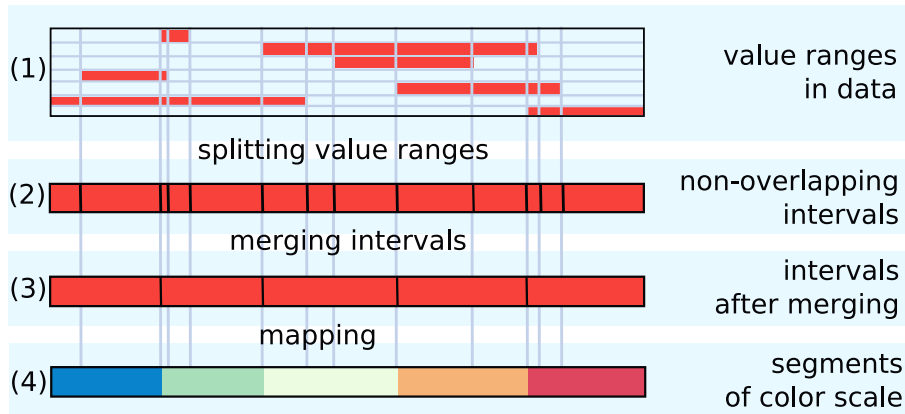 (1)
value ranges
in data
splitting value ranges
(2)
non-overlapping
intervals
merging intervals
(3)
intervals
after merging
mapping
(4)
segments
of color scale